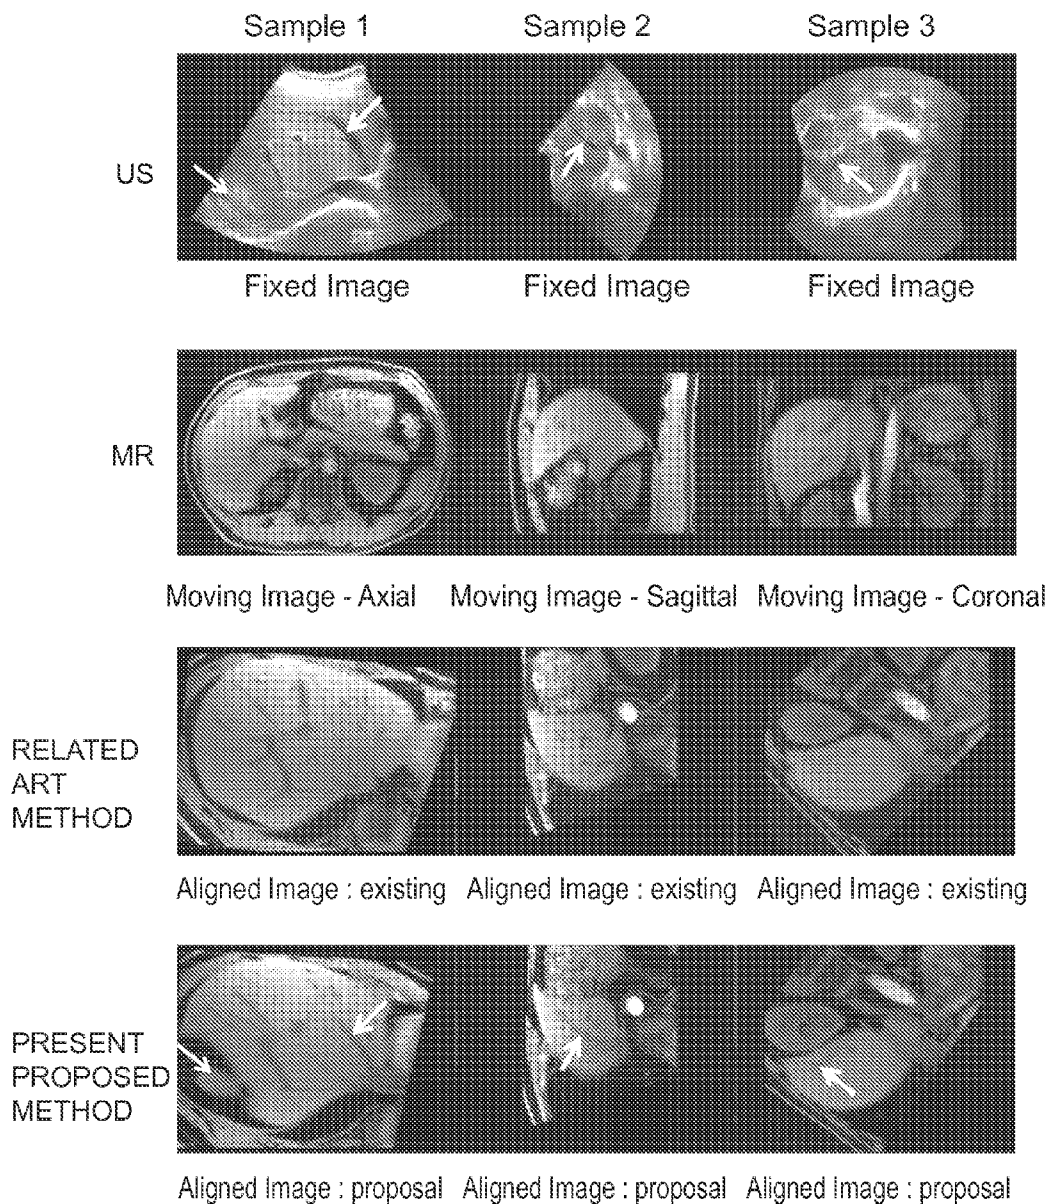 Sample 1 Sample 2 Sample 3
US
Fixed Image Fixed Image Fixed Image
MR
Moving Image - Axial Moving Image - Sagittal Moving Image - Coronal
RELATED
ART
METHOD
Aligned Image : existing Aligned Image : existing Aligned Image : existing
PRESENT
PROPOSED
METHOD
Aligned Image : proposal Aligned Image : proposal Aligned Image : proposal